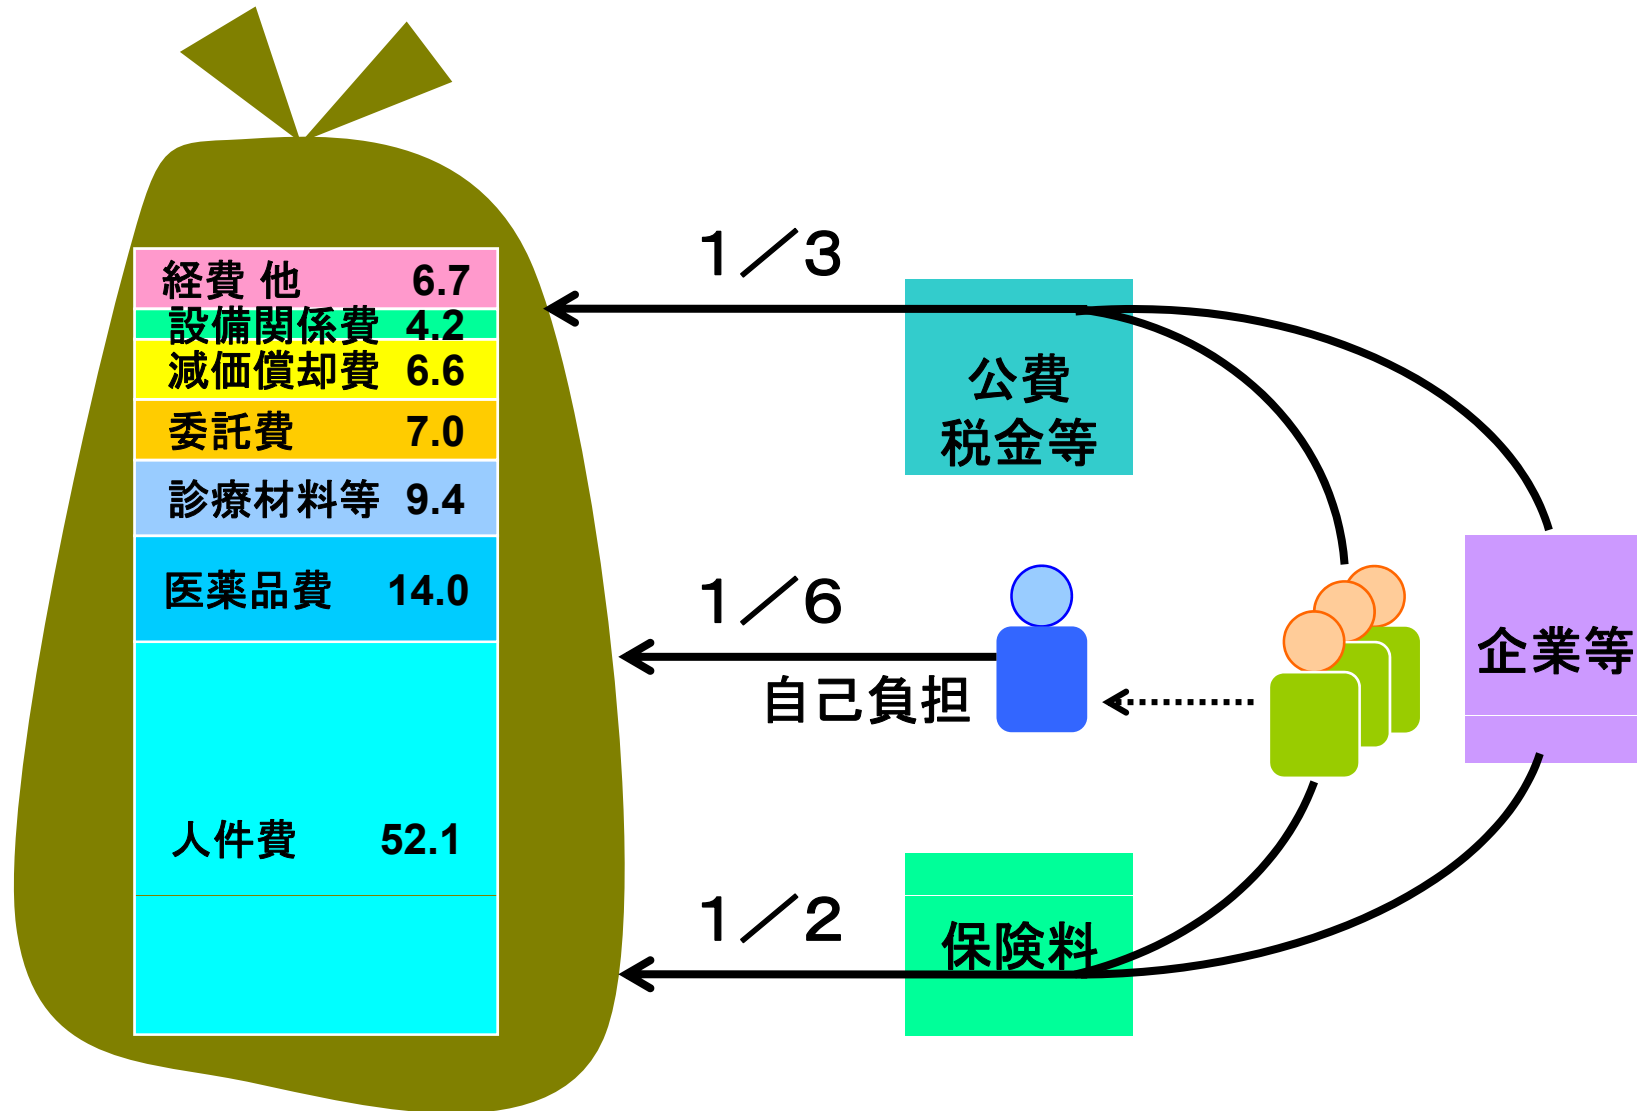 経費 他 6.7
設備関係費 4.2
減価償却費 6.6
委託費 7.0
診療材料等 9.4
医薬品費 14.0
人件費 52.1
１／３
公費
税金等
１／６
自己負担
企業等
１／２
保険料